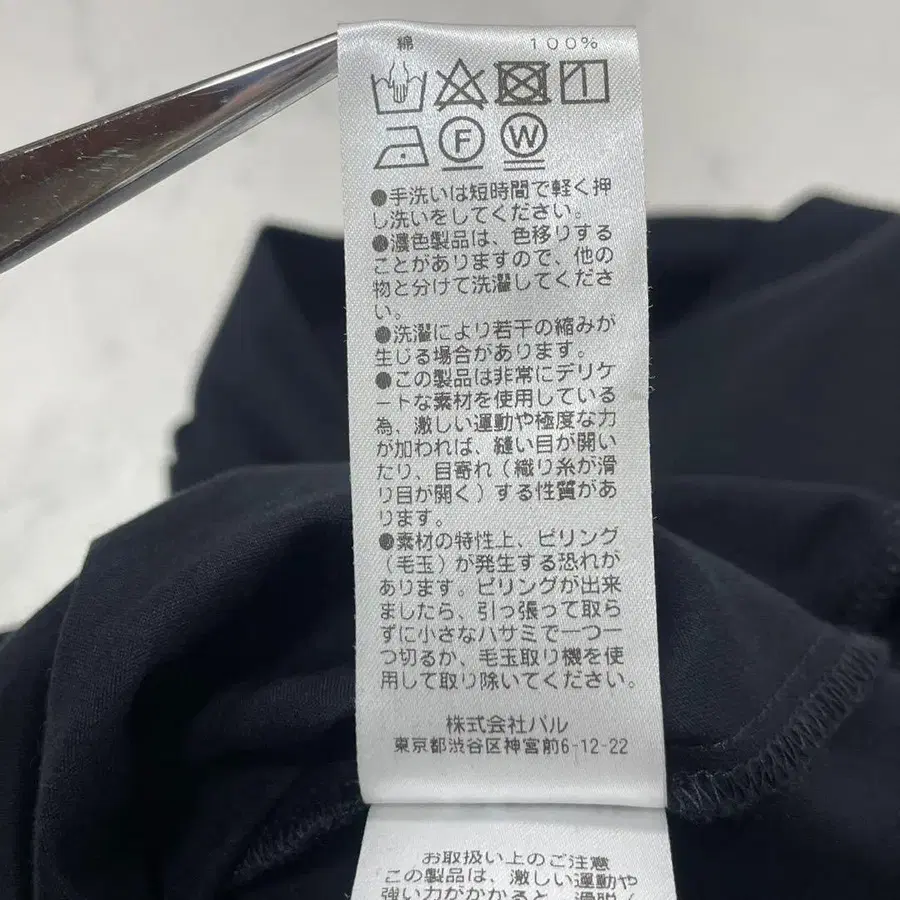 綿 100%
F W
●手洗いは短時間で軽く押
し洗いをしてください。
●濃色製品は、色移りする
ことがありますので、他の
物と分けて洗濯してくださ
い。
●洗濯により若干の縮みが
生じる場合があります。
●この製品は非常にデリケ
ートな素材を使用している
為、激しい運動や極度な力
が加われば、縫い目が開い
たり、目寄れ(織り糸が滑
り目が開く)する性質があ
ります。
●素材の特性上、ピリング
(毛玉)が発生する恐れが
あります。ピリングが出来
ましたら、引っ張って取ら
ずに小さなハサミで一つ一
つ切るか、毛玉取り機を使
用して取り除いてください。
株式会社パル
東京都渋谷区神宮前6-12-22
お取扱い上のご注意
この製品は、激しい運動や
強い力がかかると、滑脱